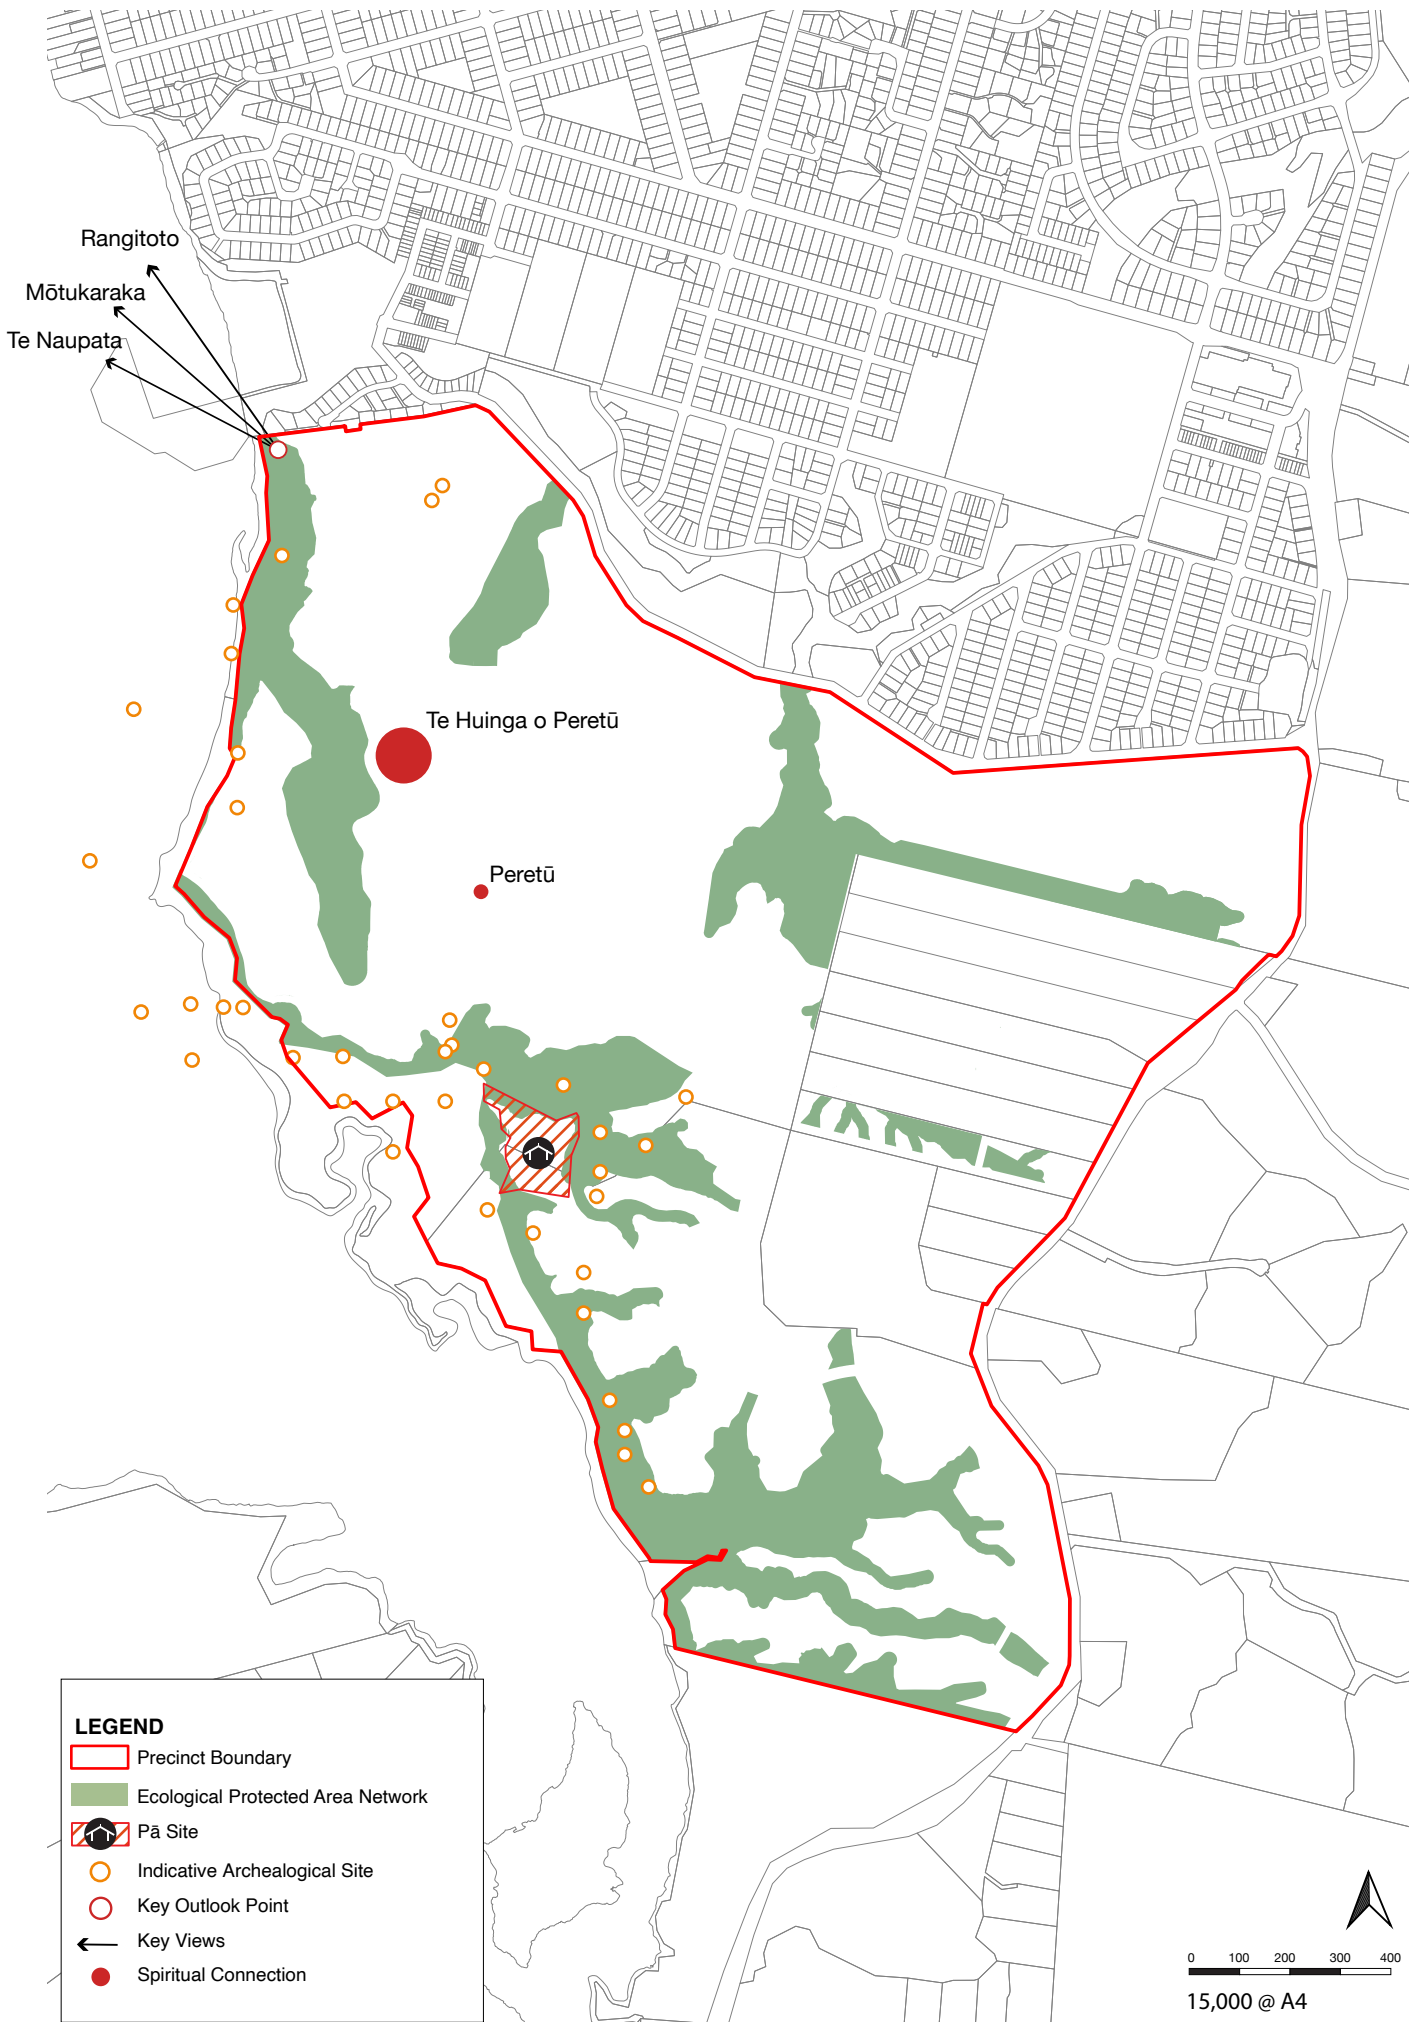 Rangitoto
Mōtukaraka
Te Naupata
Te Huinga o Peretū
Peretū
LEGEND
Precinct Boundary
Ecological Protected Area Network
Pā Site
Indicative Archealogical Site
Key Outlook Point
Key Views
Spiritual Connection
0 100 200 300 400
15,000 @ A4